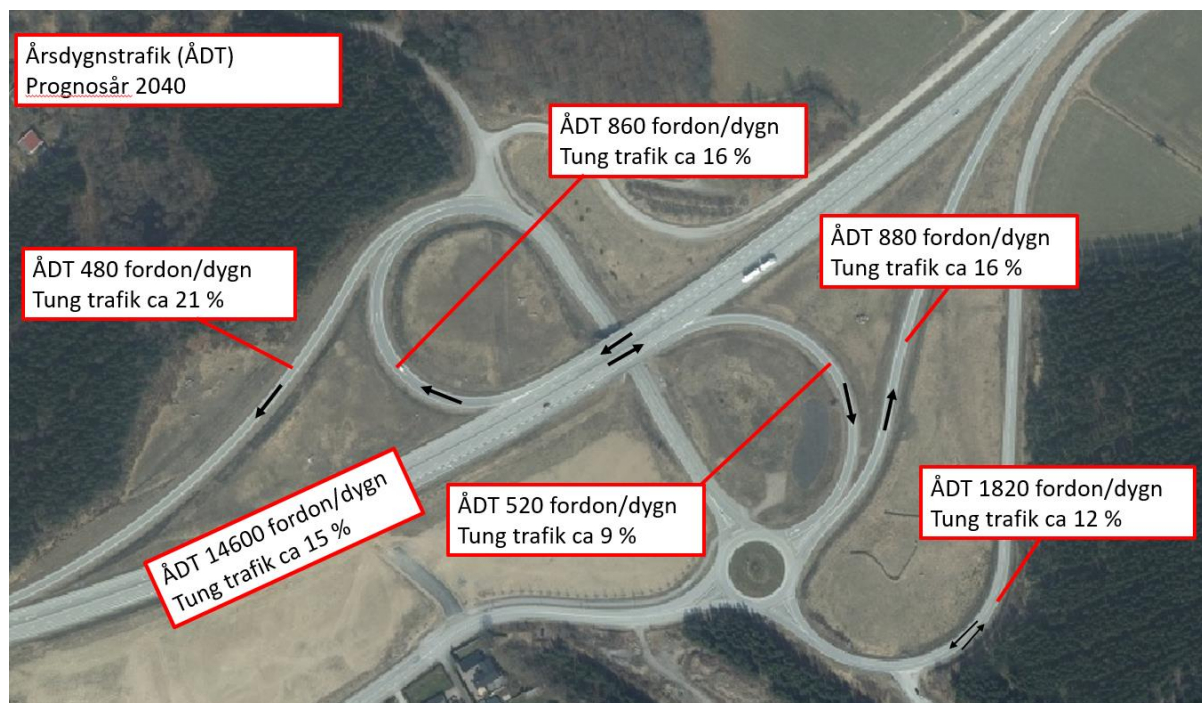 Årsdygnstrafik (ÅDT)
Prognosår 2040
ÅDT 860 fordon/dygn
Tung trafik ca 16 %
ÅDT 880 fordon/dygn
Tung trafik ca 16 %
ÅDT 480 fordon/dygn
Tung trafik ca 21 %
ÅDT 14600 fordon/dygn
Tung trafik ca 15 %
ÅDT 520 fordon/dygn
Tung trafik ca 9 %
ÅDT 1820 fordon/dygn
Tung trafik ca 12 %